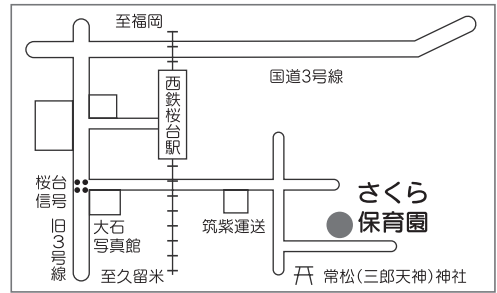 至福岡
国道3号線
西鉄桜台駅
桜台
信号
旧3号線
大石
写真館
筑紫運送
さくら
保育園
至久留米
常松(三郎天神)神社